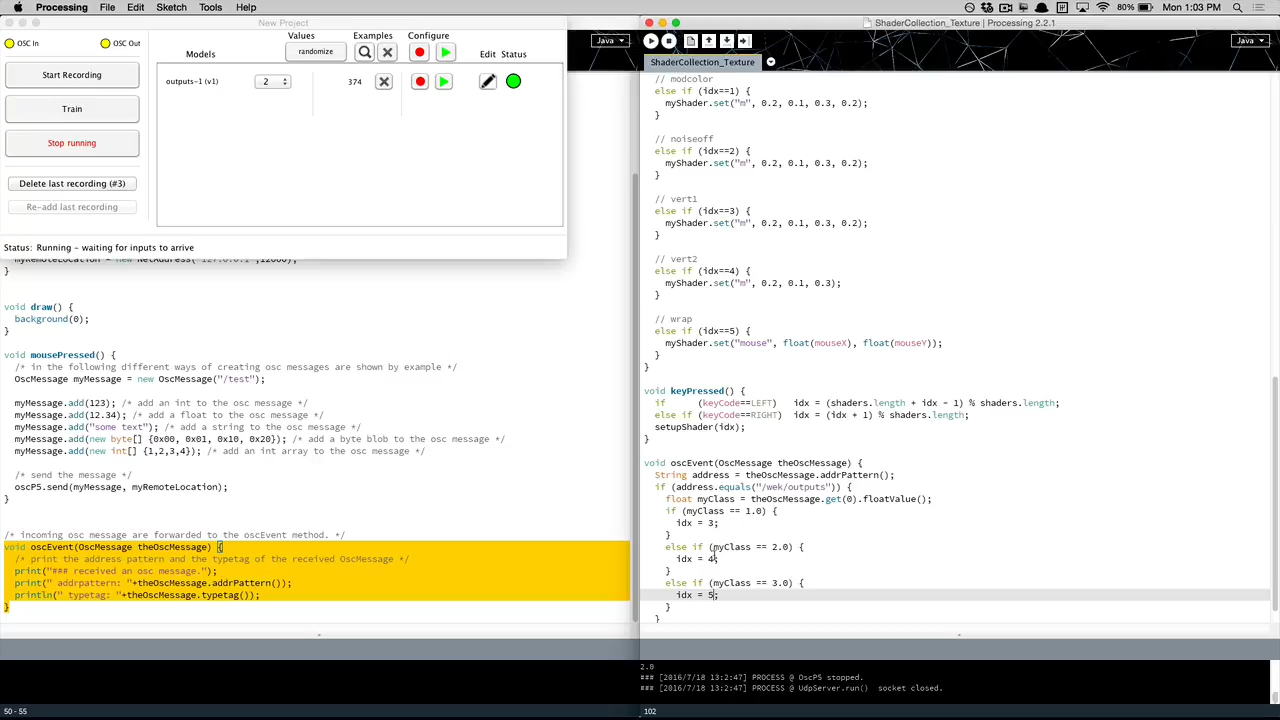 Processing File Edit Sketch Tools Help
80% Mon 1:03 PM
New Project
OSC In OSC Out
Start Recording
Train
Stop running
Delete last recording (#3)
Re-add last recording
Models Values Examples Configure Edit Status
randomize
outputs-1 (v1) 2 374
Status: Running - waiting for inputs to arrive
Java
myRemoteLocation = new NetAddress("127.0.0.1",12000);
}
void draw() {
background(0);
}
void mousePressed() {
/* in the following different ways of creating osc messages are shown by example */
OscMessage myMessage = new OscMessage("/test");
myMessage.add(123); /* add an int to the osc message */
myMessage.add(12.34); /* add a float to the osc message */
myMessage.add("some text"); /* add a string to the osc message */
myMessage.add(new byte[] {0x00, 0x01, 0x10, 0x20}); /* add a byte blob to the osc message */
myMessage.add(new int[] {1,2,3,4}); /* add an int array to the osc message */
/* send the message */
oscP5.send(myMessage, myRemoteLocation);
}
/* incoming osc message are forwarded to the oscEvent method. */
void oscEvent(OscMessage theOscMessage) {
/* print the address pattern and the typetag of the received OscMessage */
print("### received an osc message.");
print(" addrpattern: "+theOscMessage.addrPattern());
println(" typetag: "+theOscMessage.typetag());
}
50 - 55
ShaderCollection_Texture | Processing 2.2.1
Java
ShaderCollection_Texture
// modcolor
else if (idx==1) {
myShader.set("m", 0.2, 0.1, 0.3, 0.2);
}
// noiseoff
else if (idx==2) {
myShader.set("m", 0.2, 0.1, 0.3, 0.2);
}
// vert1
else if (idx==3) {
myShader.set("m", 0.2, 0.1, 0.3, 0.2);
}
// vert2
else if (idx==4) {
myShader.set("m", 0.2, 0.1, 0.3);
}
// wrap
else if (idx==5) {
myShader.set("mouse", float(mouseX), float(mouseY));
}
}
void keyPressed() {
if (keyCode==LEFT) idx = (shaders.length + idx - 1) % shaders.length;
else if (keyCode==RIGHT) idx = (idx + 1) % shaders.length;
setupShader(idx);
}
void oscEvent(OscMessage theOscMessage) {
String address = theOscMessage.addrPattern();
if (address.equals("/wek/outputs")) {
float myClass = theOscMessage.get(0).floatValue();
if (myClass == 1.0) {
idx = 3;
}
else if (myClass == 2.0) {
idx = 4;
}
else if (myClass == 3.0) {
idx = 5;
}
}
2.0
### [2016/7/18 13:2:47] PROCESS @ OscP5 stopped.
### [2016/7/18 13:2:47] PROCESS @ UdpServer.run() socket closed.
102